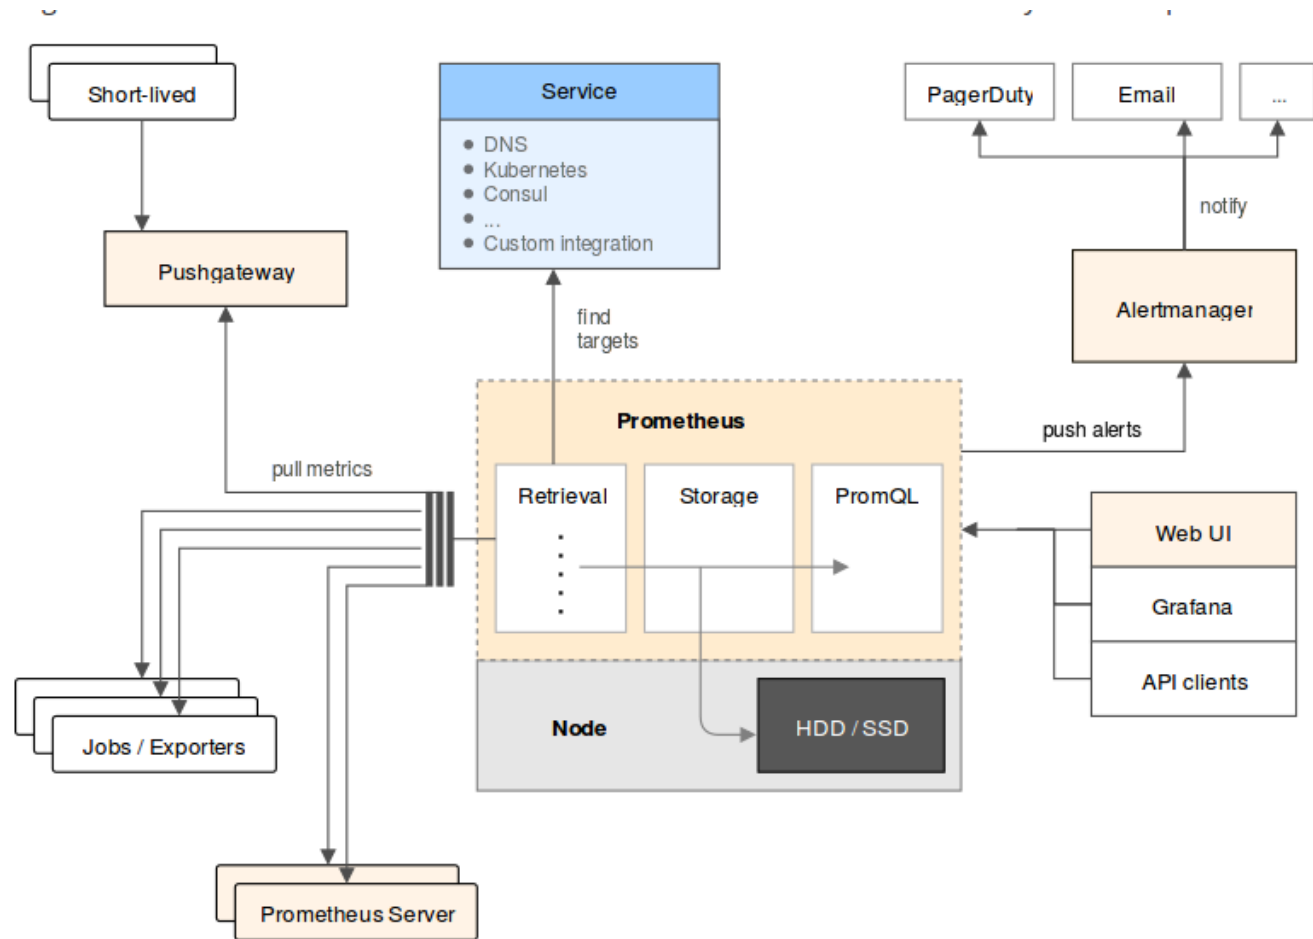 Short-lived
Service
DNS
Kubernetes
Consul
...
Custom integration
PagerDuty
Email
...
notify
Pushgateway
Alertmanager
find
targets
Prometheus
push alerts
pull metrics
Retrieval
Storage
PromQL
Web UI
Grafana
API clients
Node
HDD / SSD
Jobs / Exporters
Prometheus Server